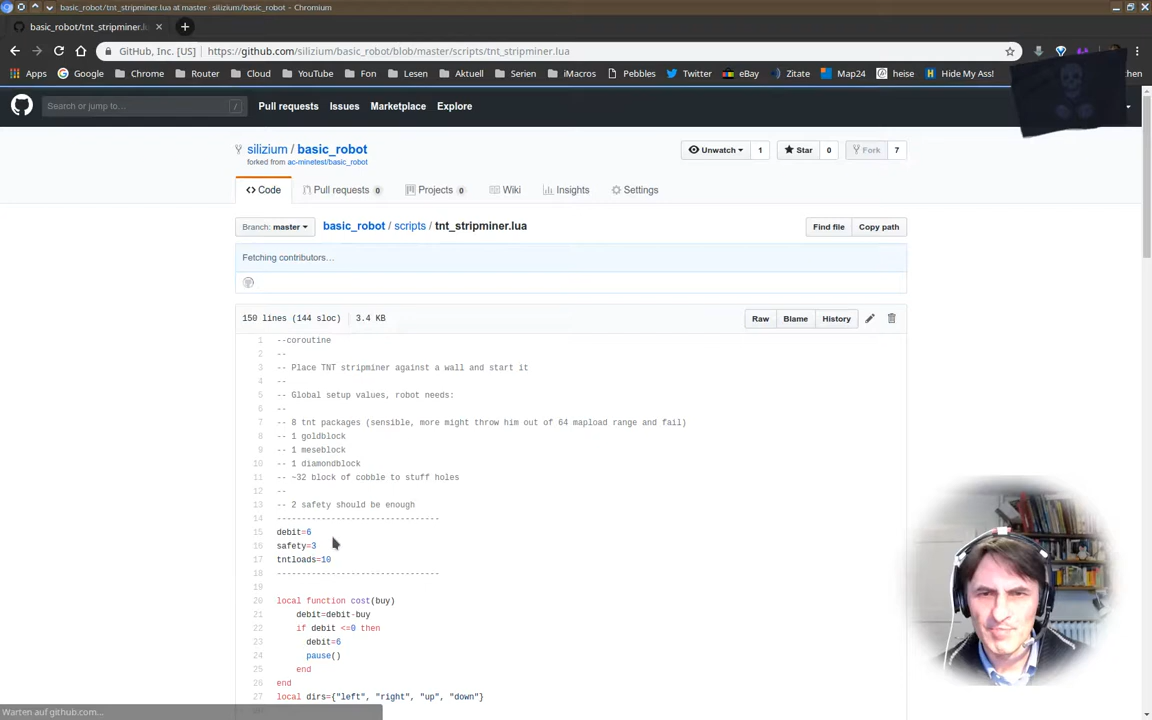 basic_robot/tnt_stripminer.lua at master · silizium/basic_robot - Chromium
basic_robot/tnt_stripminer.lu
GitHub, Inc. [US] https://github.com/silizium/basic_robot/blob/master/scripts/tnt_stripminer.lua
Apps Google Chrome Router Cloud YouTube Fon Lesen Aktuell Serien iMacros Pebbles Twitter eBay Zitate Map24 heise Hide My Ass!
Search or jump to... / Pull requests Issues Marketplace Explore
silizium / basic_robot Unwatch 1 Star 0 Fork 7
forked from ac-minetest/basic_robot
Code Pull requests 0 Projects 0 Wiki Insights Settings
Branch: master basic_robot / scripts / tnt_stripminer.lua Find file Copy path
Fetching contributors…
150 lines (144 sloc) 3.4 KB Raw Blame History
1 --coroutine
2 --
3 -- Place TNT stripminer against a wall and start it
4 --
5 -- Global setup values, robot needs:
6 --
7 -- 8 tnt packages (sensible, more might throw him out of 64 mapload range and fail)
8 -- 1 goldblock
9 -- 1 meseblock
10 -- 1 diamondblock
11 -- ~32 block of cobble to stuff holes
12 --
13 -- 2 safety should be enough
14 ---------------------------------
15 debit=6
16 safety=3
17 tntloads=10
18 ---------------------------------
19
20 local function cost(buy)
21 debit=debit-buy
22 if debit <=0 then
23 debit=6
24 pause()
25 end
26 end
27 local dirs={"left", "right", "up", "down"}
Warten auf github.com...